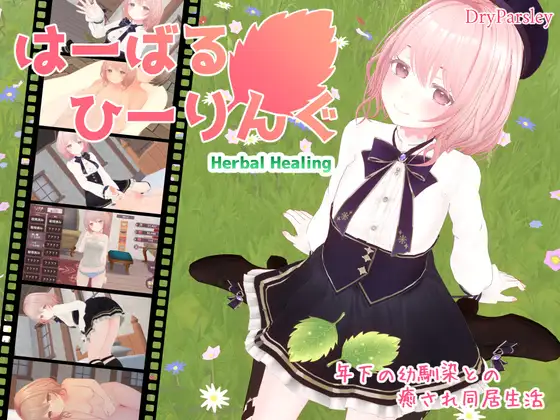 DryParsley
はーばる
ひーりんぐ
Herbal Healing
年下の幼馴染との
癒され同居生活